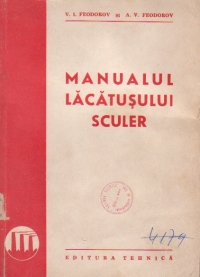 V. I. FEODOROV și A. V. FEODOROV
MANUALUL
LĂCĂTUȘULUI
SCULER
4179
EDITURA TEHNICĂ